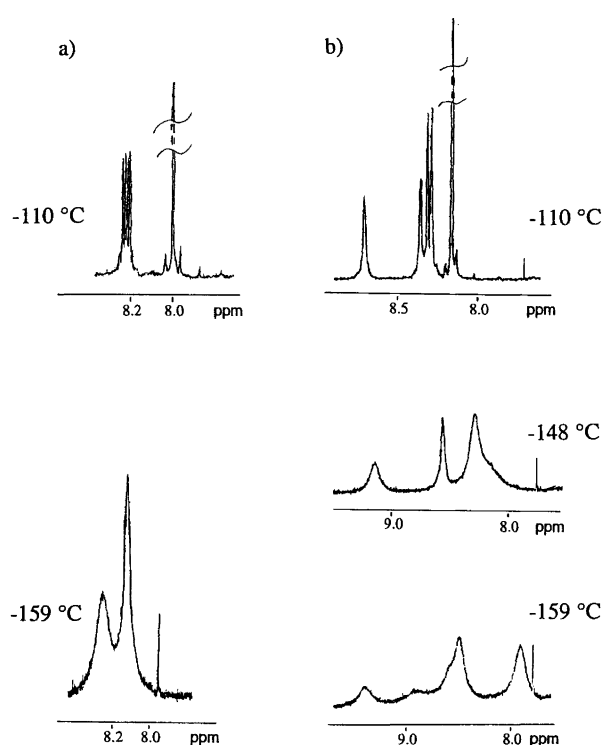 a)
-110 °C
8.2 8.0 ppm
-159 °C
8.2 8.0 ppm
b)
-110 °C
8.5 8.0 ppm
-148 °C
9.0 8.0 ppm
-159 °C
9.0 8.0 ppm